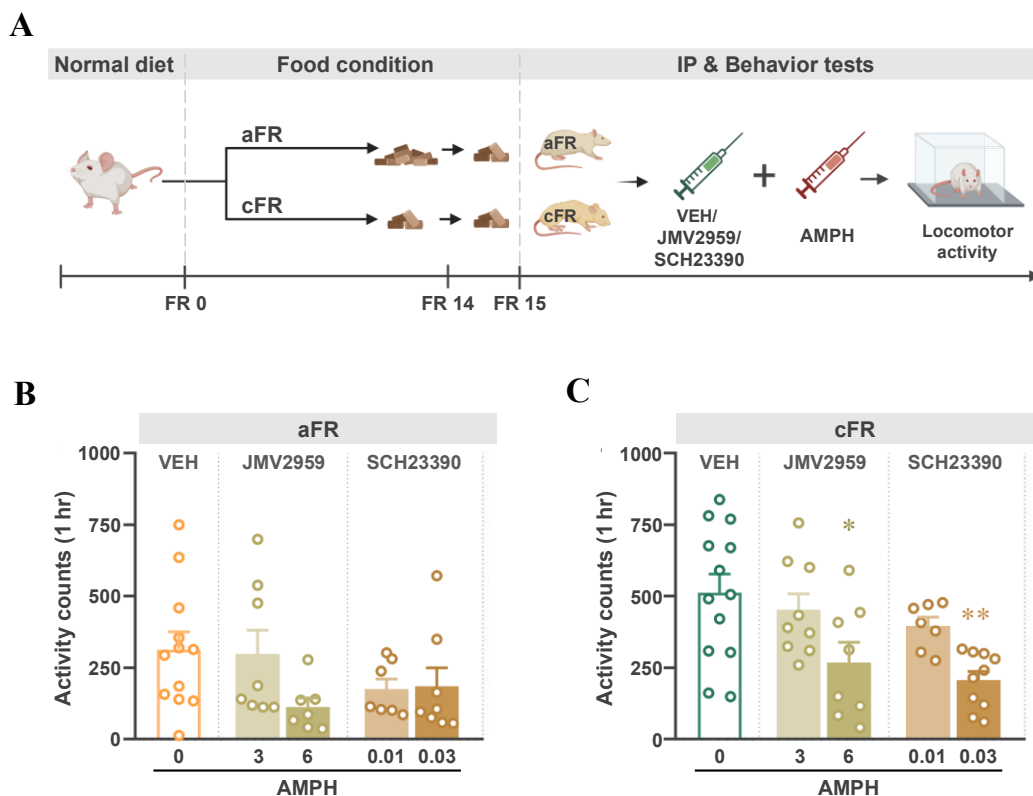 A
Normal diet Food condition IP & Behavior tests
aFR
cFR
aFR
cFR
VEH/
JMV2959/
SCH23390
+
AMPH
Locomotor
activity
FR 0 FR 14 FR 15
B
aFR
VEH JMV2959 SCH23390
Activity counts (1 hr)
1000
750
500
250
0
0 3 6 0.01 0.03
AMPH
C
cFR
VEH JMV2959 SCH23390
Activity counts (1 hr)
1000
750
500
250
0
*
**
0 3 6 0.01 0.03
AMPH